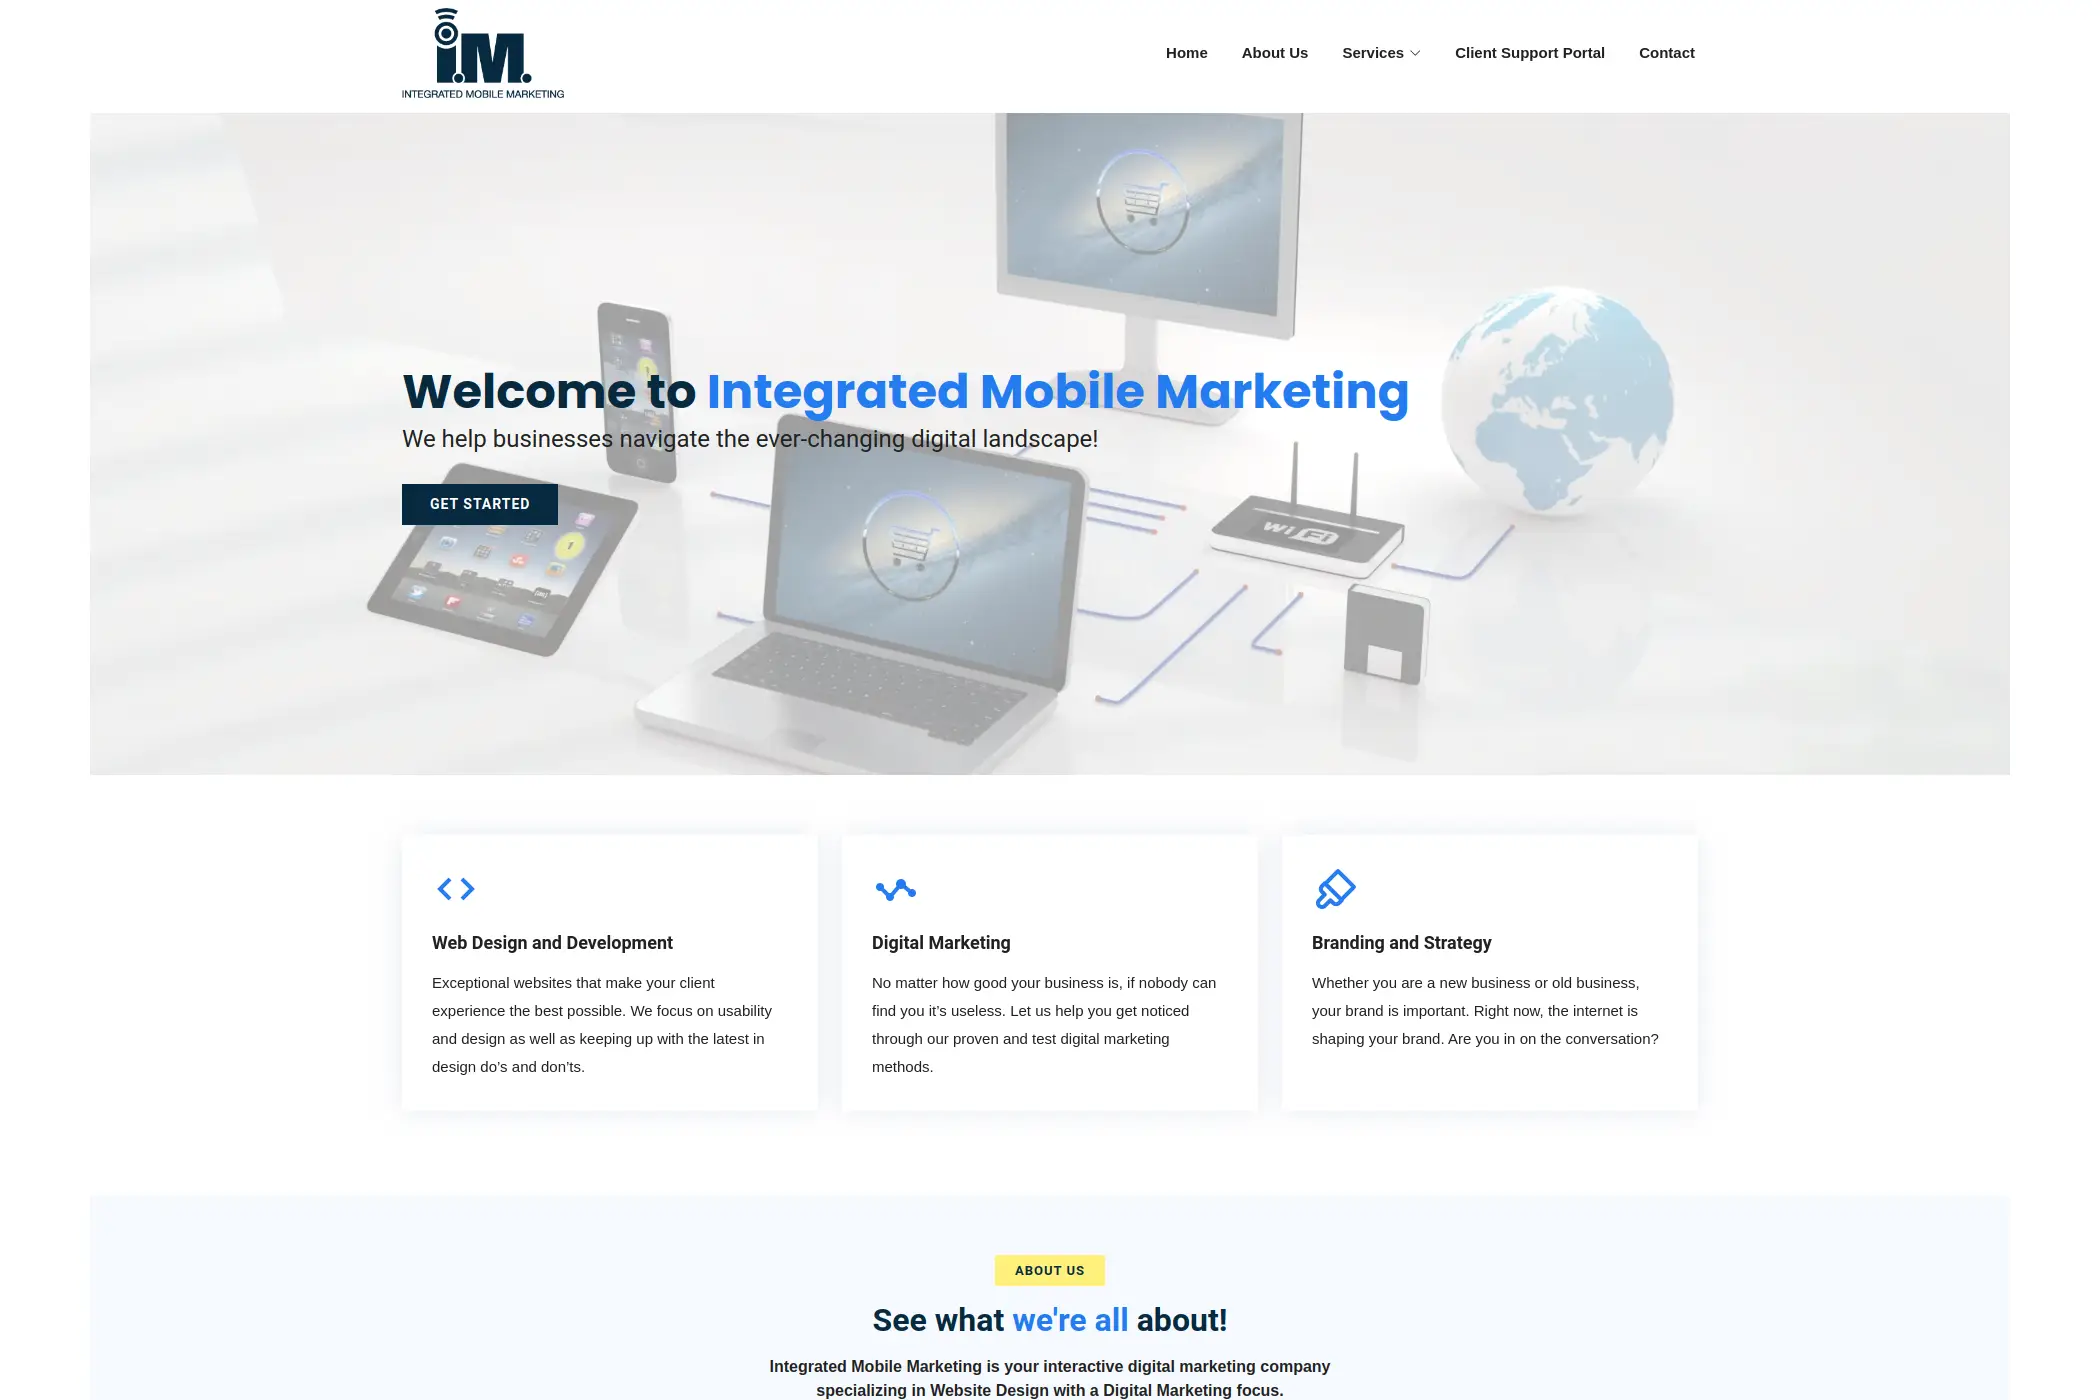 i.M.
INTEGRATED MOBILE MARKETING
Home
About Us
Services
Client Support Portal
Contact
Welcome to Integrated Mobile Marketing
We help businesses navigate the ever-changing digital landscape!
GET STARTED
Wi Fi
Web Design and Development
Exceptional websites that make your client
experience the best possible. We focus on usability
and design as well as keeping up with the latest in
design do’s and don’ts.
Digital Marketing
No matter how good your business is, if nobody can
find you it’s useless. Let us help you get noticed
through our proven and test digital marketing
methods.
Branding and Strategy
Whether you are a new business or old business,
your brand is important. Right now, the internet is
shaping your brand. Are you in on the conversation?
ABOUT US
See what we're all about!
Integrated Mobile Marketing is your interactive digital marketing company
specializing in Website Design with a Digital Marketing focus.